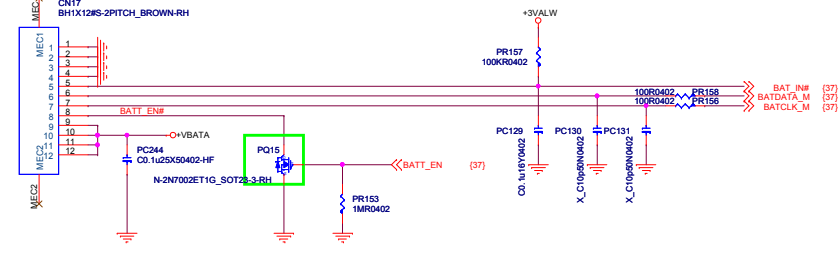 MEC1
CN17
BH1X12#S-2PITCH_BROWN-RH
+3VALW
MEC1
PR157
100KR0402
1
2
3
4
5
6
7
8
9
10
11
12
BAT_IN# {37}
100R0402 PR158 BATDATA_M {37}
100R0402 PR156 BATCLK_M {37}
BATT_EN#
+VBATA
PC244
C0.1u25X50402-HF
PQ15
N-2N7002ET1G_SOT23-3-RH
BATT_EN {37}
PC129
C0.1u16Y0402
PC130
X_C10p50N0402
PC131
X_C10p50N0402
MEC2
MEC2
PR153
1MR0402